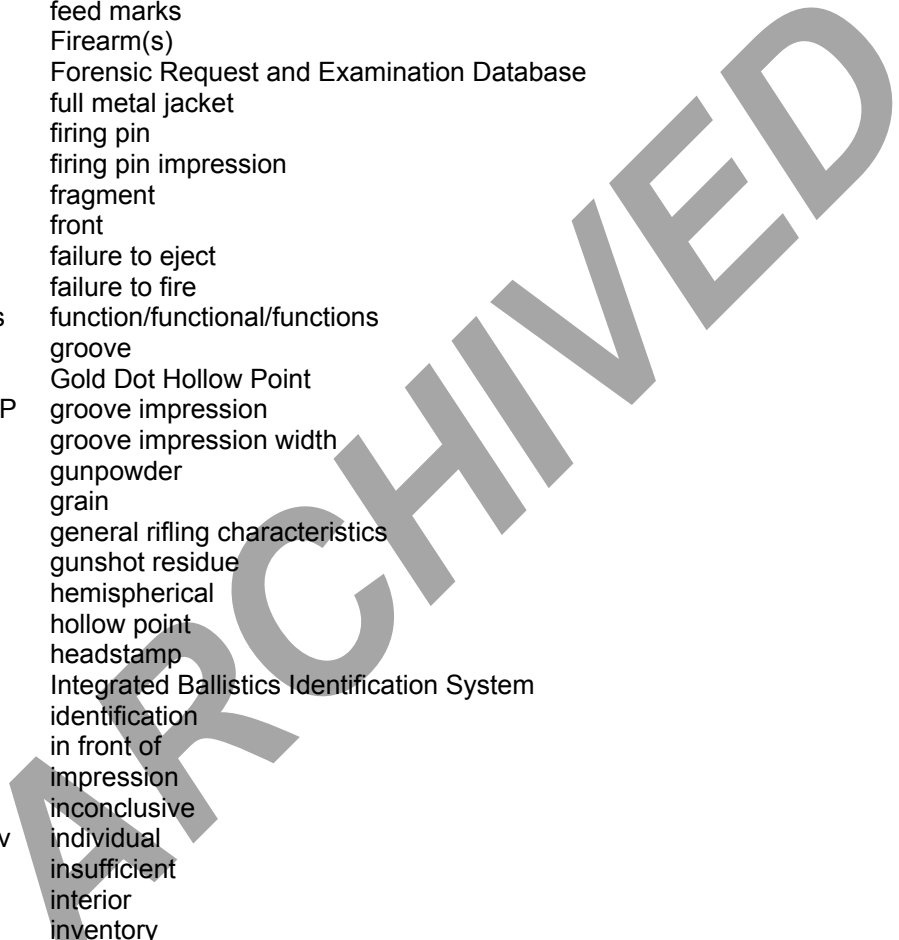 feed marks
Firearm(s)
Forensic Request and Examination Database
full metal jacket
firing pin
firing pin impression
fragment
front
failure to eject
failure to fire
s function/functional/functions
groove
Gold Dot Hollow Point
P groove impression
groove impression width
gunpowder
grain
general rifling characteristics
gunshot residue
hemispherical
hollow point
headstamp
Integrated Ballistics Identification System
identification
in front of
impression
inconclusive
v individual
insufficient
interior
inventory
ARCHIVED